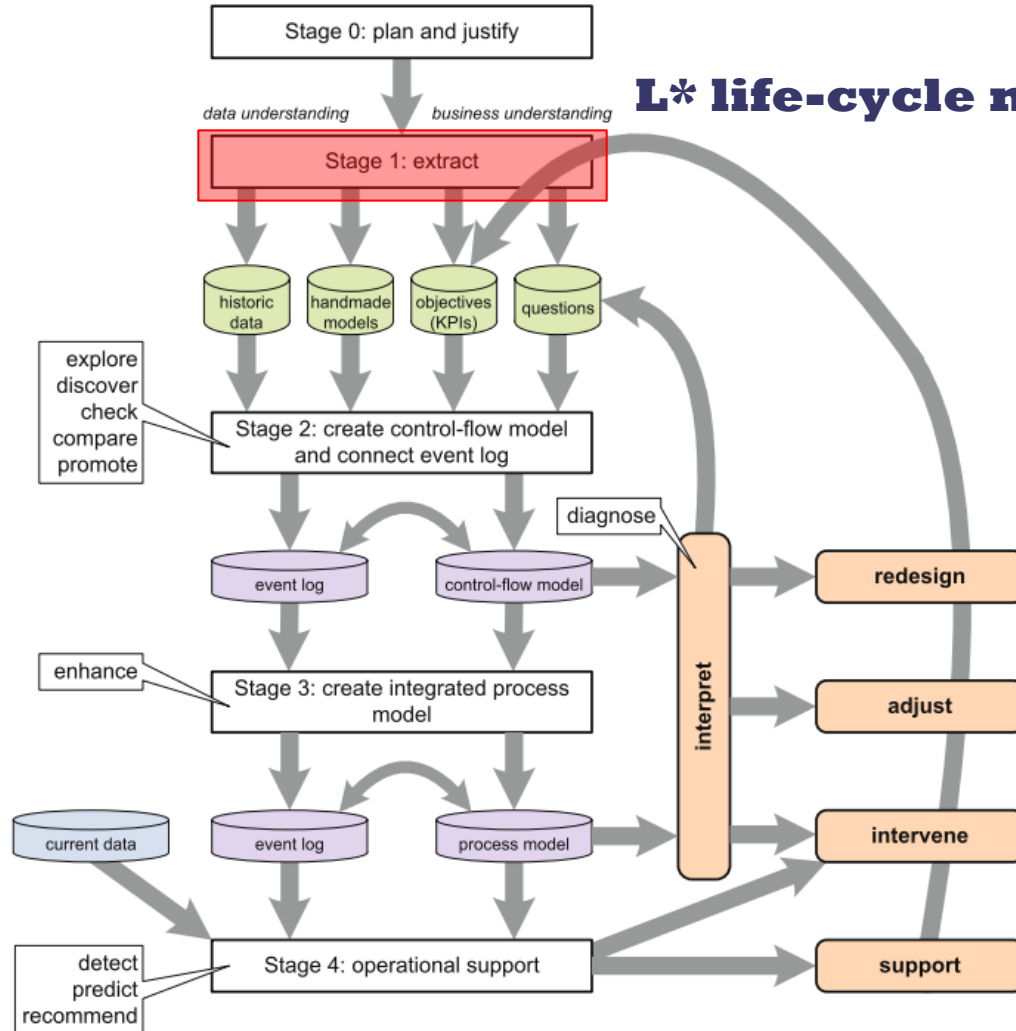 Stage 0: plan and justify
L* life-cycle m
data understanding
business understanding
Stage 1: extract
historic
data
handmade
models
objectives
(KPIs)
questions
explore
discover
check
compare
promote
Stage 2: create control-flow model
and connect event log
diagnose
event log
control-flow model
redesign
enhance
Stage 3: create integrated process
model
interpret
adjust
current data
event log
process model
intervene
detect
predict
recommend
Stage 4: operational support
support